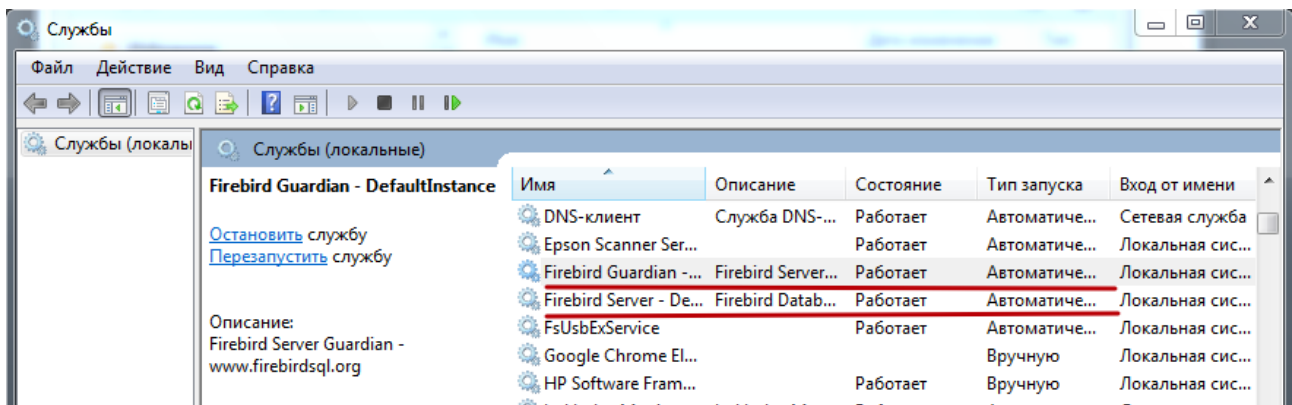 Службы
Файл Действие Вид Справка
Службы (локалы
Службы (локальные)
Firebird Guardian - DefaultInstance
Остановить службу
Перезапустить службу
Описание:
Firebird Server Guardian -
www.firebirdsql.org
Имя Описание Состояние Тип запуска Вход от имени
DNS-клиент Служба DNS-... Работает Автоматиче... Сетевая служба
Epson Scanner Ser... Работает Автоматиче... Локальная сис...
Firebird Guardian -... Firebird Server... Работает Автоматиче... Локальная сис...
Firebird Server - De... Firebird Datab... Работает Автоматиче... Локальная сис...
FsUsbExService Работает Автоматиче... Локальная сис...
Google Chrome El... Вручную Локальная сис...
HP Software Fram... Работает Вручную Локальная сис...